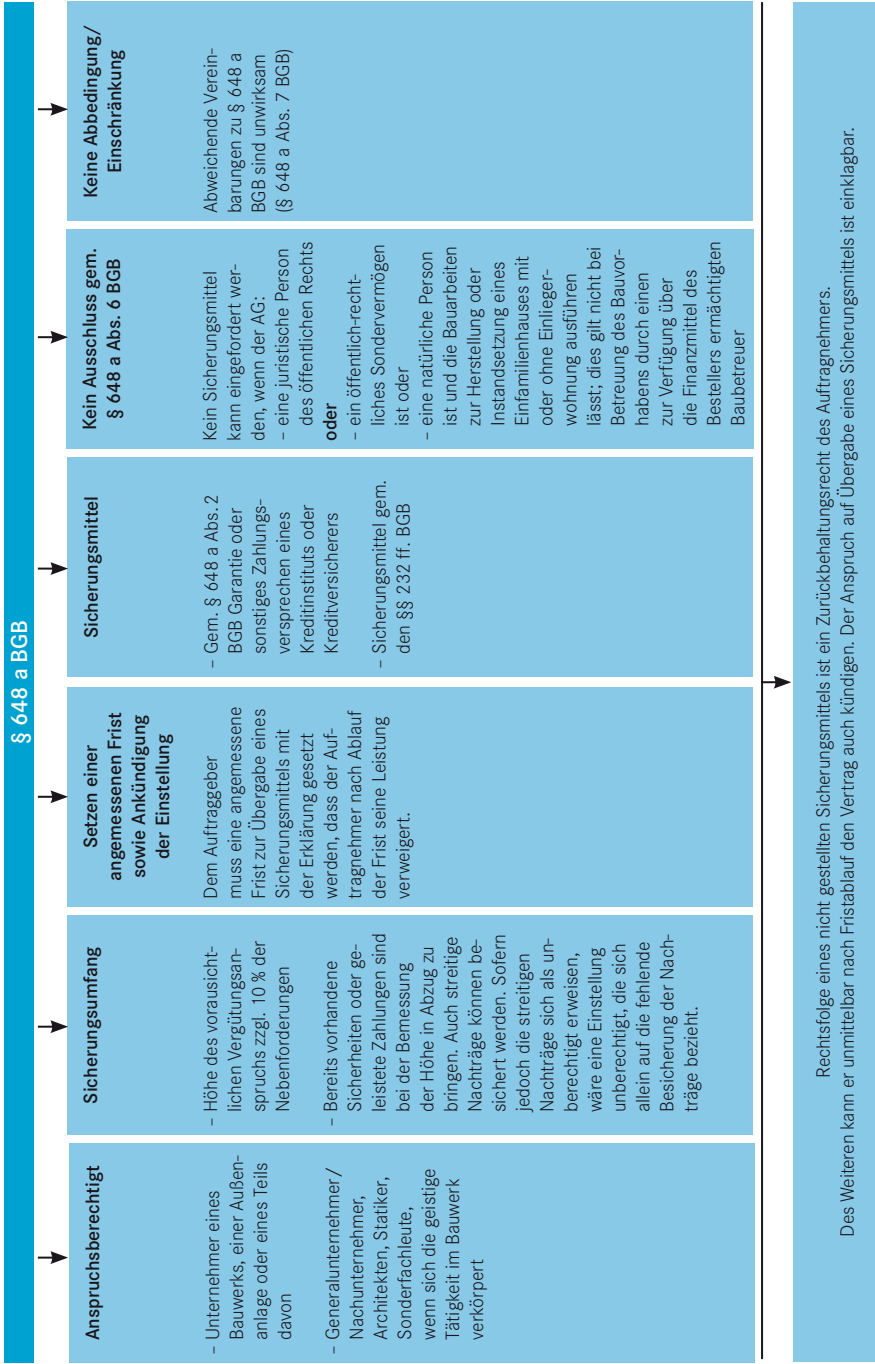 § 648 a BGB
Anspruchsberechtigt
– Unternehmer eines
Bauwerks, einer Außen-
anlage oder eines Teils
davon
– Generalunternehmer /
Nachunternehmer,
Architekten, Statiker,
Sonderfachleute,
wenn sich die geistige
Tätigkeit im Bauwerk
verkörpert
Sicherungsumfang
– Höhe des vorausicht-
lichen Vergütungsan-
spruchs zzgl. 10 % der
Nebenforderungen
– Bereits vorhandene
Sicherheiten oder ge-
leistete Zahlungen sind
bei der Bemessung
der Höhe in Abzug zu
bringen. Auch streitige
Nachträge können be-
sichert werden. Sofern
jedoch die streitigen
Nachträge sich als un-
berechtigt erweisen,
wäre eine Einstellung
unberechtigt, die sich
allein auf die fehlende
Besicherung der Nach-
träge bezieht.
Setzen einer
angemessenen Frist
sowie Ankündigung
der Einstellung
Dem Auftraggeber
muss eine angemessene
Frist zur Übergabe eines
Sicherungsmittels mit
der Erklärung gesetzt
werden, dass der Auf-
tragnehmer nach Ablauf
der Frist seine Leistung
verweigert.
Sicherungsmittel
– Gem. § 648 a Abs. 2
BGB Garantie oder
sonstiges Zahlungs-
versprechen eines
Kreditinstituts oder
Kreditversicherers
– Sicherungsmittel gem.
den §§ 232 ff. BGB
Kein Ausschluss gem.
§ 648 a Abs. 6 BGB
Kein Sicherungsmittel
kann eingefordert wer-
den, wenn der AG:
– eine juristische Person
des öffentlichen Rechts
oder
– ein öffentlich-recht-
liches Sondervermögen
ist oder
– eine natürliche Person
ist und die Bauarbeiten
zur Herstellung oder
Instandsetzung eines
Einfamilienhauses mit
oder ohne Einlieger-
wohnung ausführen
lässt; dies gilt nicht bei
Betreuung des Bauvor-
habens durch einen
zur Verfügung über
die Finanzmittel des
Bestellers ermächtigten
Baubetreuer
Keine Abbedingung/
Einschränkung
Abweichende Verein-
barungen zu § 648 a
BGB sind unwirksam
(§ 648 a Abs. 7 BGB)
Rechtsfolge eines nicht gestellten Sicherungsmittels ist ein Zurückbehaltungsrecht des Auftragnehmers.
Des Weiteren kann er unmittelbar nach Fristablauf den Vertrag auch kündigen. Der Anspruch auf Übergabe eines Sicherungsmittels ist einklagbar.